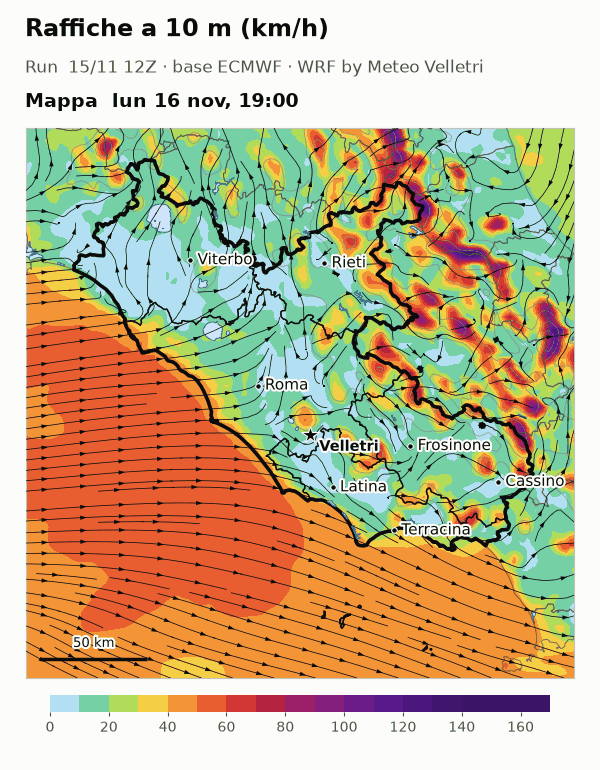 Raffiche a 10 m (km/h)
Run 15/11 12Z · base ECMWF · WRF by Meteo Velletri
Mappa lun 16 nov, 19:00
Viterbo
Rieti
Roma
Velletri
Frosinone
Latina
Cassino
Terracina
50 km
0 20 40 60 80 100 120 140 160